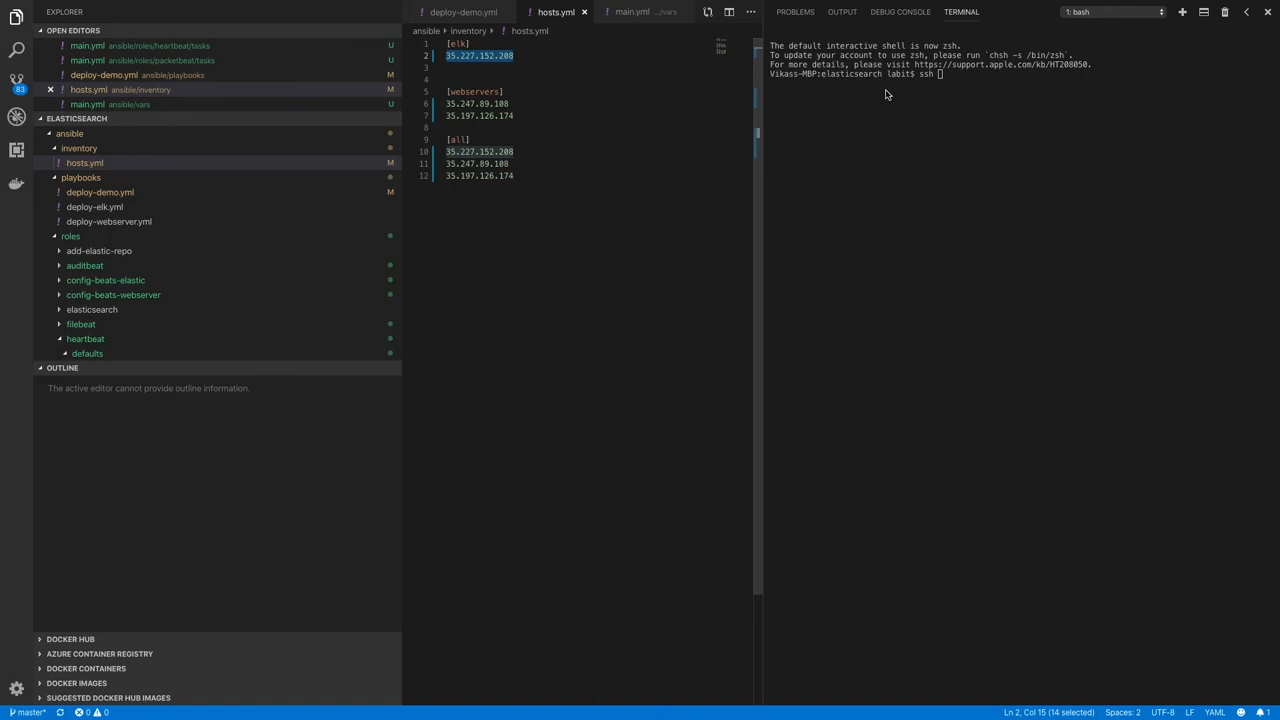 EXPLORER
OPEN EDITORS
main.yml ansible/roles/heartbeat/tasks U
main.yml ansible/roles/packetbeat/tasks U
deploy-demo.yml ansible/playbooks M
hosts.yml ansible/inventory M
main.yml ansible/vars U
ELASTICSEARCH
ansible
inventory
hosts.yml M
playbooks
deploy-demo.yml M
deploy-elk.yml
deploy-webserver.yml
roles
add-elastic-repo
auditbeat
config-beats-elastic
config-beats-webserver
elasticsearch
filebeat
heartbeat
defaults
OUTLINE
The active editor cannot provide outline information.
DOCKER HUB
AZURE CONTAINER REGISTRY
DOCKER CONTAINERS
DOCKER IMAGES
SUGGESTED DOCKER HUB IMAGES
83
deploy-demo.yml
hosts.yml
main.yml .../vars
ansible inventory hosts.yml
1 [elk]
2 35.227.152.208
3
4
5 [webservers]
6 35.247.89.108
7 35.197.126.174
8
9 [all]
10 35.227.152.208
11 35.247.89.108
12 35.197.126.174
PROBLEMS OUTPUT DEBUG CONSOLE TERMINAL
1: bash
The default interactive shell is now zsh.
To update your account to use zsh, please run `chsh -s /bin/zsh`.
For more details, please visit https://support.apple.com/kb/HT208050.
Vikass-MBP:elasticsearch labit$ ssh
master* 0 0 Ln 2, Col 15 (14 selected) Spaces: 2 UTF-8 LF YAML 1